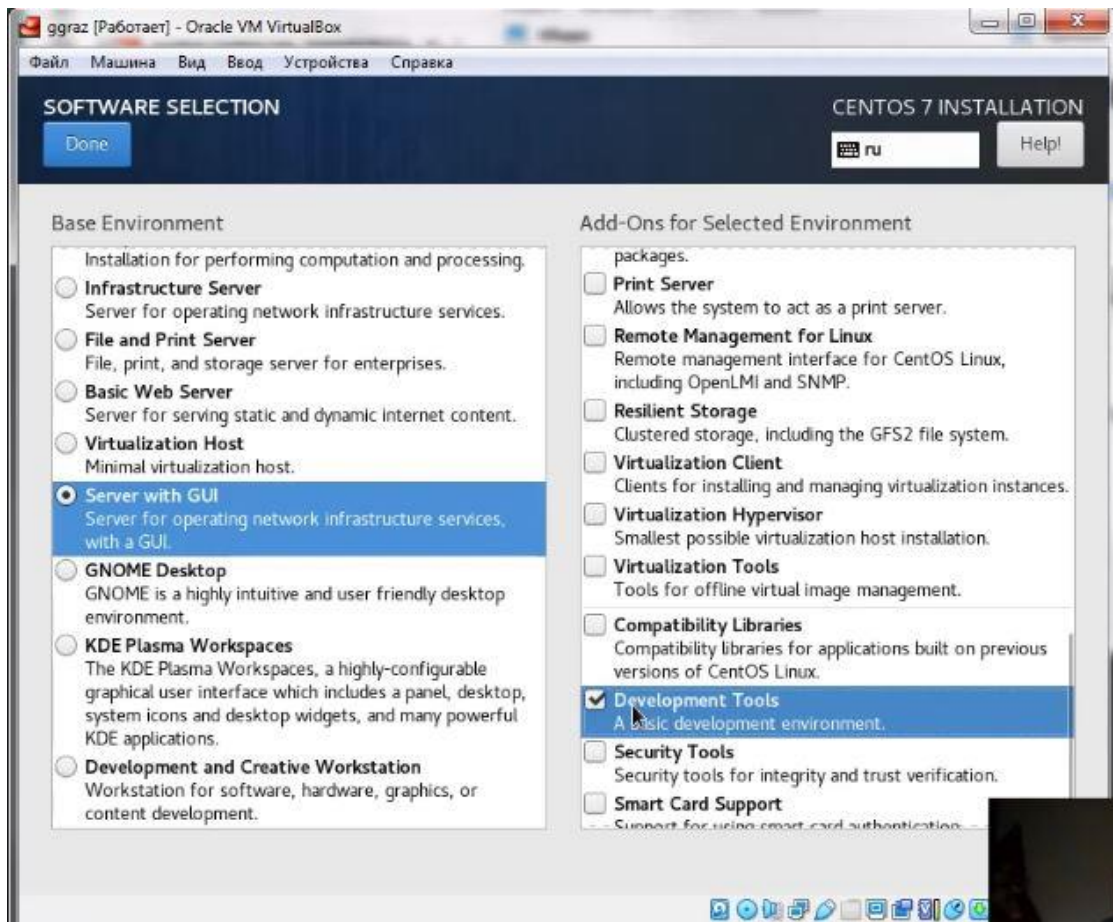 ggraz [Работает] - Oracle VM VirtualBox
Файл Машина Вид Ввод Устройства Справка
SOFTWARE SELECTION
CENTOS 7 INSTALLATION
Done
ru
Help!
Base Environment
Installation for performing computation and processing.
Infrastructure Server
Server for operating network infrastructure services.
File and Print Server
File, print, and storage server for enterprises.
Basic Web Server
Server for serving static and dynamic internet content.
Virtualization Host
Minimal virtualization host.
Server with GUI
Server for operating network infrastructure services,
with a GUI.
GNOME Desktop
GNOME is a highly intuitive and user friendly desktop
environment.
KDE Plasma Workspaces
The KDE Plasma Workspaces, a highly-configurable
graphical user interface which includes a panel, desktop,
system icons and desktop widgets, and many powerful
KDE applications.
Development and Creative Workstation
Workstation for software, hardware, graphics, or
content development.
Add-Ons for Selected Environment
packages.
Print Server
Allows the system to act as a print server.
Remote Management for Linux
Remote management interface for CentOS Linux,
including OpenLMI and SNMP.
Resilient Storage
Clustered storage, including the GFS2 file system.
Virtualization Client
Clients for installing and managing virtualization instances.
Virtualization Hypervisor
Smallest possible virtualization host installation.
Virtualization Tools
Tools for offline virtual image management.
Compatibility Libraries
Compatibility libraries for applications built on previous
versions of CentOS Linux.
Development Tools
A basic development environment.
Security Tools
Security tools for integrity and trust verification.
Smart Card Support
Support for using smart card authentication.